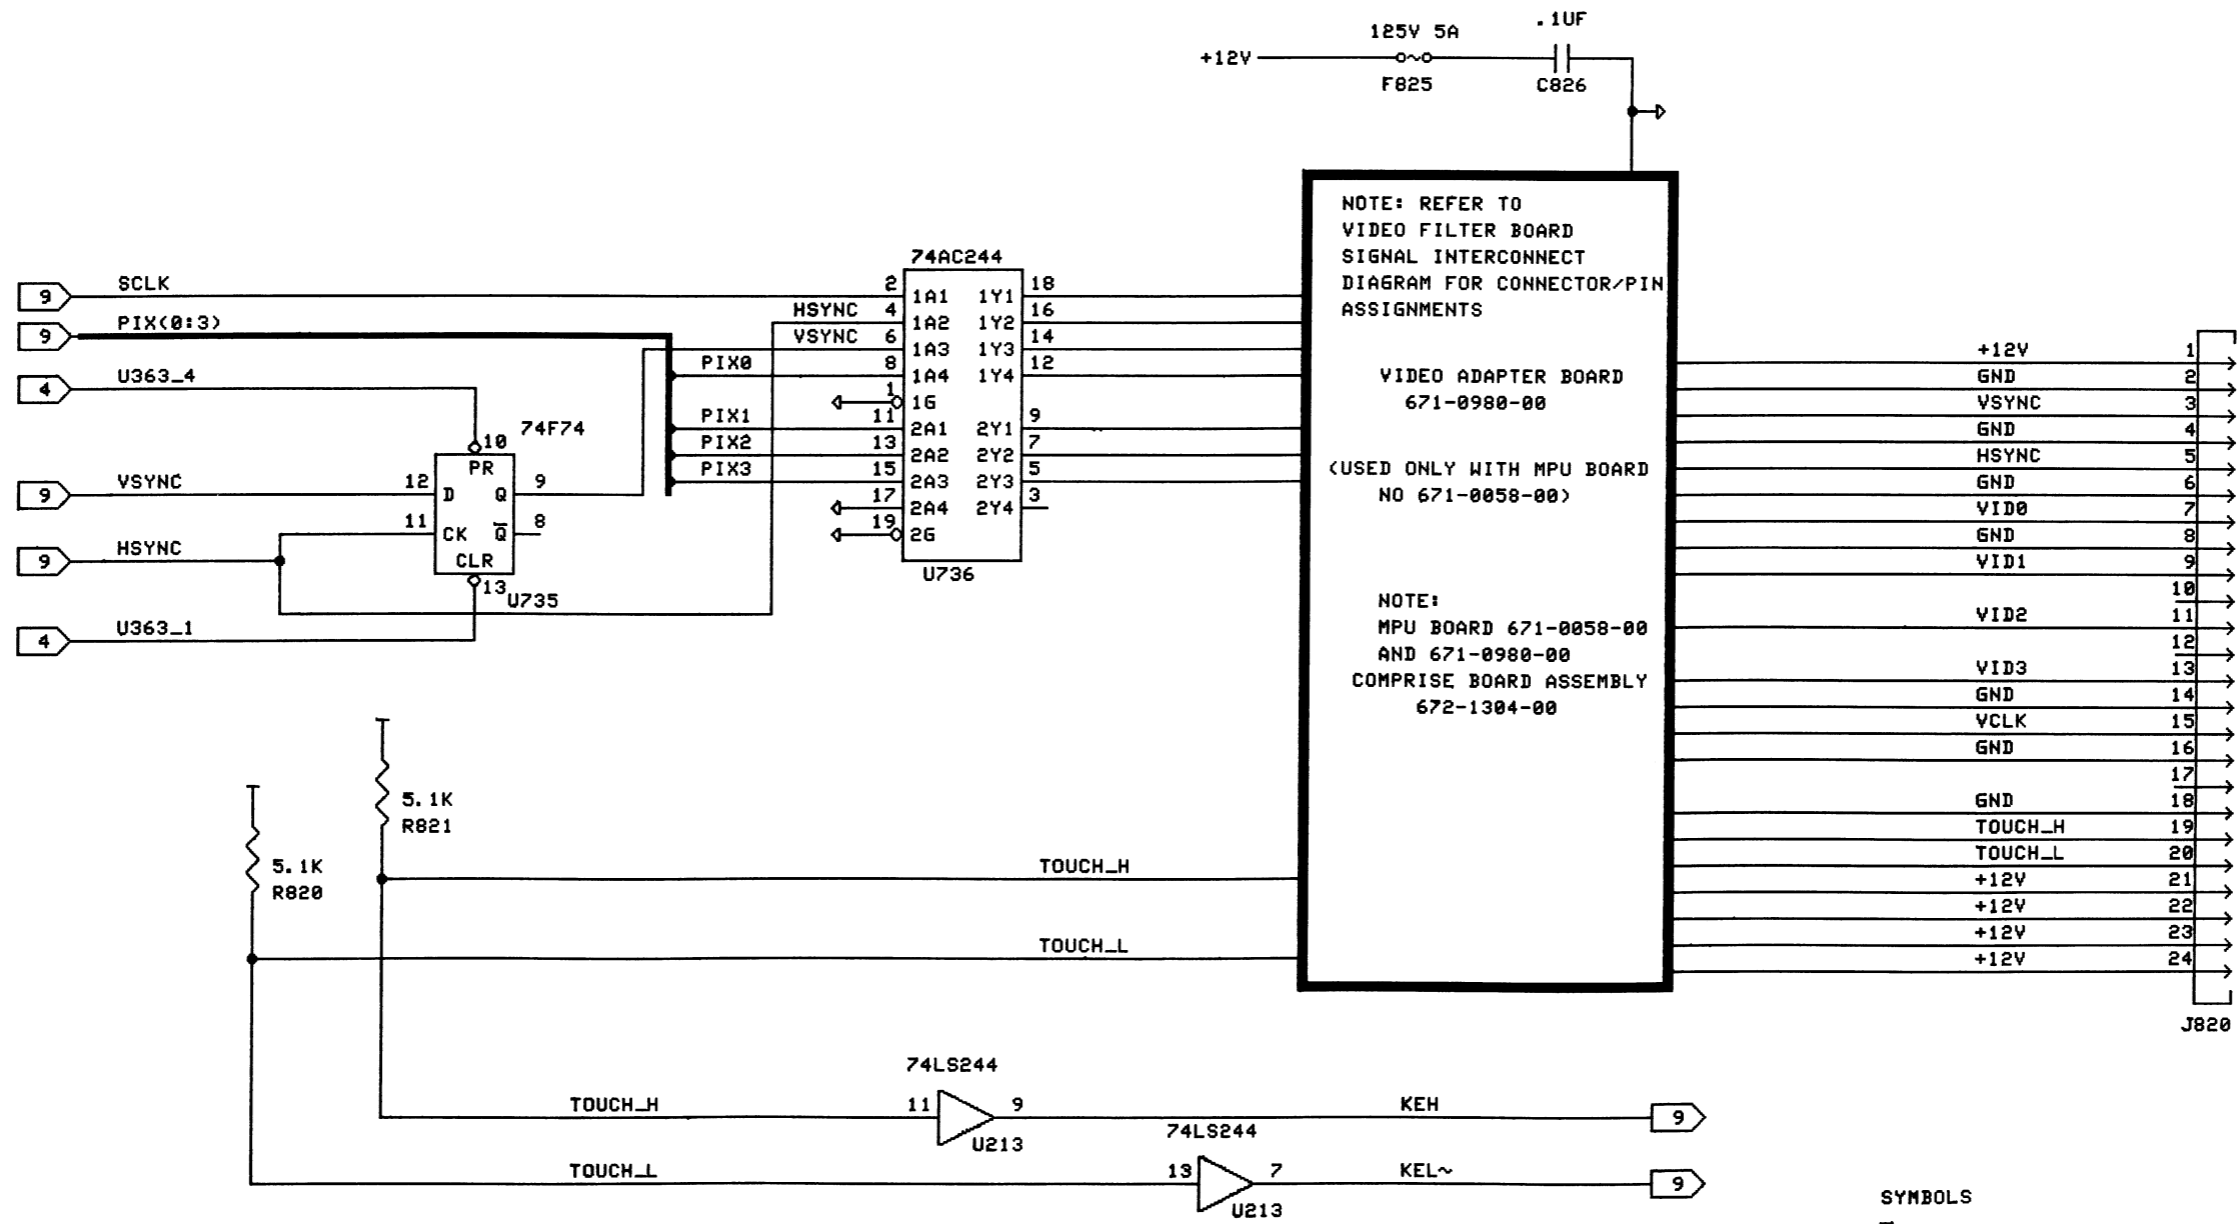 125V 5A
.1UF
+12V
F825
C826
NOTE: REFER TO
VIDEO FILTER BOARD
SIGNAL INTERCONNECT
DIAGRAM FOR CONNECTOR/PIN
ASSIGNMENTS
VIDEO ADAPTER BOARD
671-0980-00
(USED ONLY WITH MPU BOARD
NO 671-0058-00)
NOTE:
MPU BOARD 671-0058-00
AND 671-0980-00
COMPRISE BOARD ASSEMBLY
672-1304-00
9 SCLK
9 PIX(0:3)
4 U363_4
9 VSYNC
9 HSYNC
4 U363_1
74F74
10
PR
12 D Q 9
11 CK Q 8
CLR
13
U735
74AC244
2 1A1 1Y1 18
HSYNC 4 1A2 1Y2 16
VSYNC 6 1A3 1Y3 14
PIX0 8 1A4 1Y4 12
1 1G
PIX1 11 2A1 2Y1 9
PIX2 13 2A2 2Y2 7
PIX3 15 2A3 2Y3 5
17 2A4 2Y4 3
19 2G
U736
+12V 1
GND 2
VSYNC 3
GND 4
HSYNC 5
GND 6
VID0 7
GND 8
VID1 9
10
VID2 11
12
VID3 13
GND 14
VCLK 15
GND 16
17
GND 18
TOUCH_H 19
TOUCH_L 20
+12V 21
+12V 22
+12V 23
+12V 24
J820
5.1K
R821
5.1K
R820
TOUCH_H
TOUCH_L
74LS244
TOUCH_H 11 9 KEH 9
U213
74LS244
TOUCH_L 13 7 KEL~ 9
U213
SYMBOLS